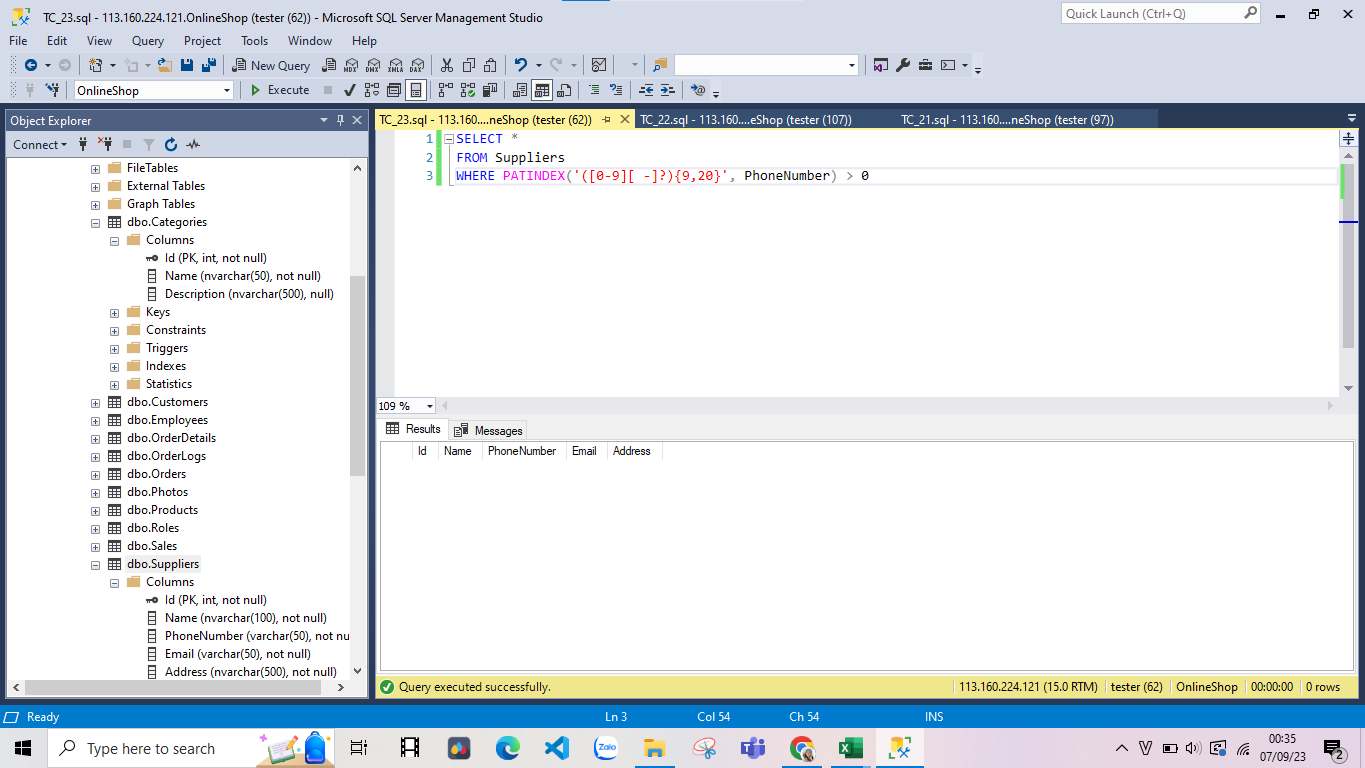 TC_23.sql - 113.160.224.121.OnlineShop (tester (62)) - Microsoft SQL Server Management Studio
Quick Launch (Ctrl+Q)
File Edit View Query Project Tools Window Help
New Query MDX DMX XMLA DAX
OnlineShop Execute
Object Explorer
Connect
FileTables
External Tables
Graph Tables
dbo.Categories
Columns
Id (PK, int, not null)
Name (nvarchar(50), not null)
Description (nvarchar(500), null)
Keys
Constraints
Triggers
Indexes
Statistics
dbo.Customers
dbo.Employees
dbo.OrderDetails
dbo.OrderLogs
dbo.Orders
dbo.Photos
dbo.Products
dbo.Roles
dbo.Sales
dbo.Suppliers
Columns
Id (PK, int, not null)
Name (nvarchar(100), not null)
PhoneNumber (varchar(50), not nu
Email (varchar(50), not null)
Address (nvarchar(500), not null)
TC_23.sql - 113.160....neShop (tester (62)) TC_22.sql - 113.160....eShop (tester (107)) TC_21.sql - 113.160....neShop (tester (97))
1 SELECT *
2 FROM Suppliers
3 WHERE PATINDEX('([0-9][ -]?){9,20}', PhoneNumber) > 0
109 %
Results Messages
Id Name PhoneNumber Email Address
Query executed successfully. 113.160.224.121 (15.0 RTM) tester (62) OnlineShop 00:00:00 0 rows
Ready Ln 3 Col 54 Ch 54 INS
Type here to search Zalo 00:35
07/09/23
2